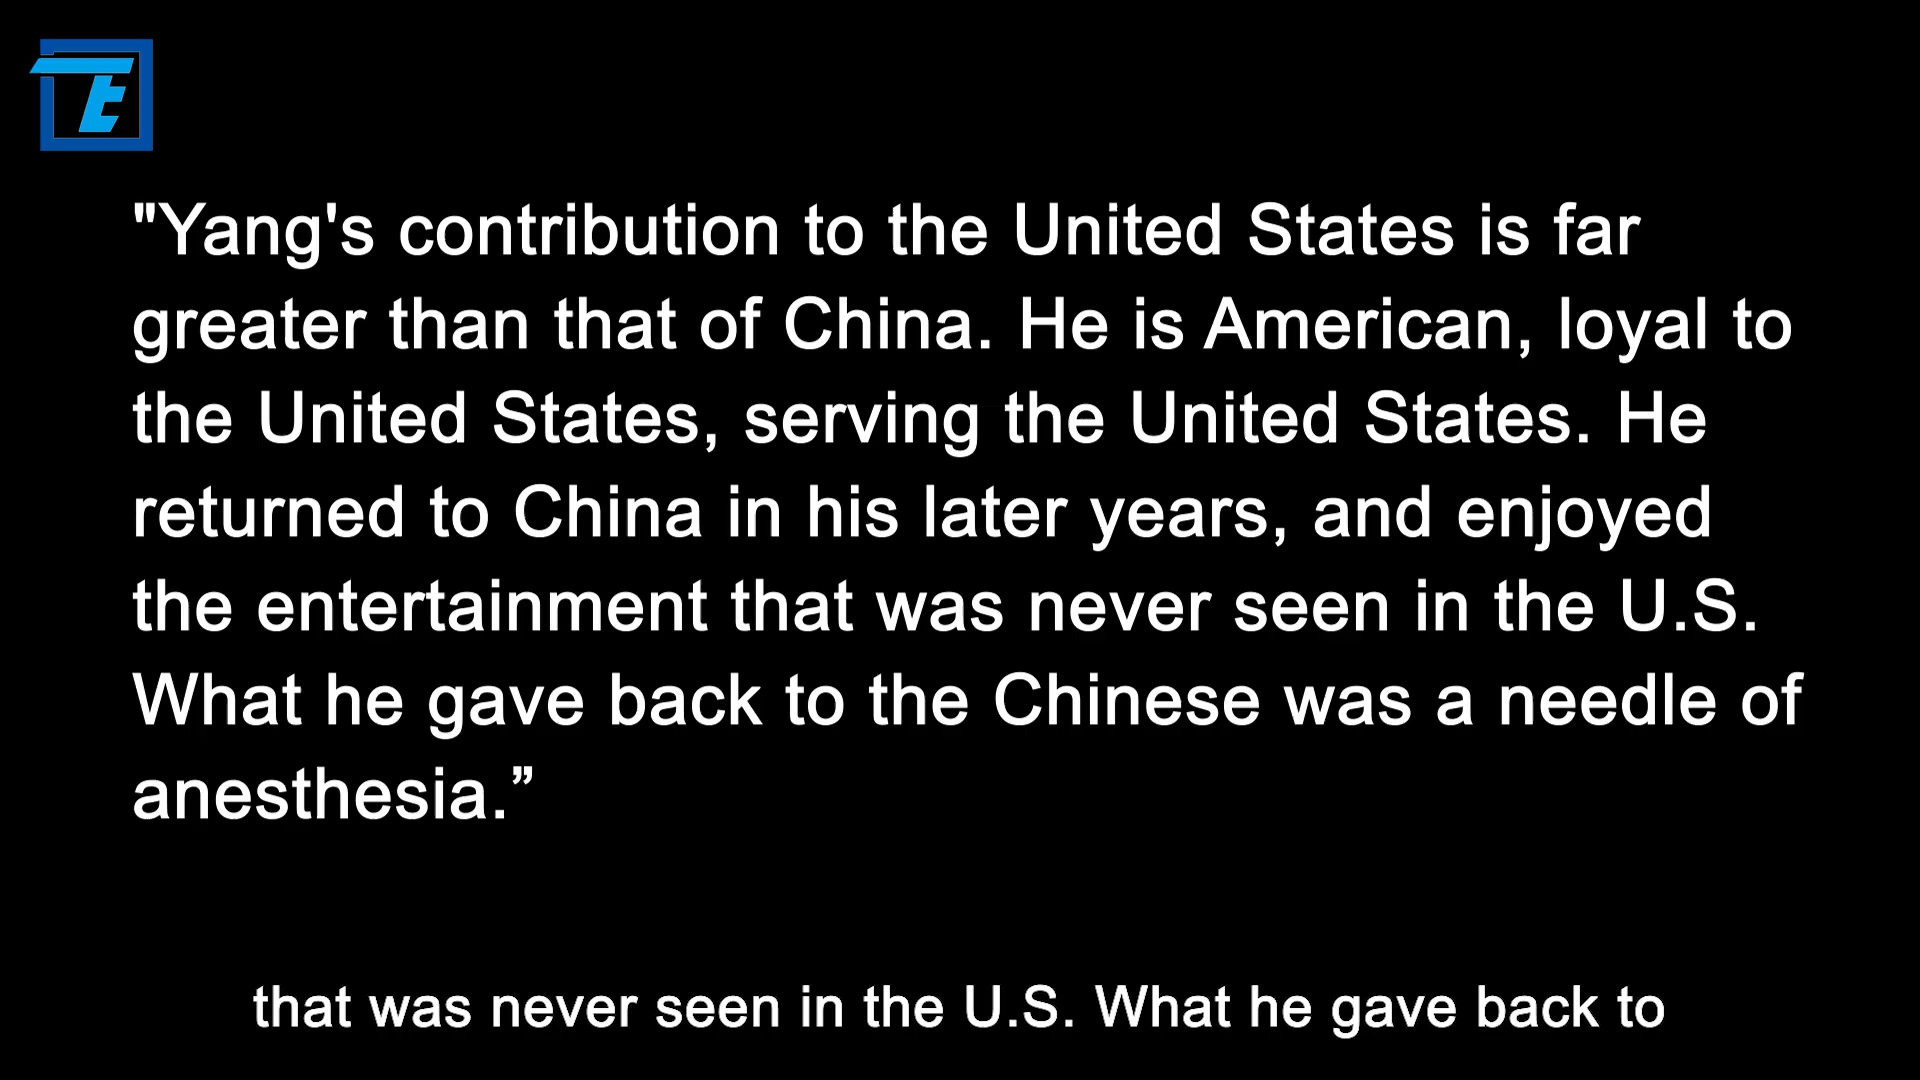 TE
"Yang's contribution to the United States is far
greater than that of China. He is American, loyal to
the United States, serving the United States. He
returned to China in his later years, and enjoyed
the entertainment that was never seen in the U.S.
What he gave back to the Chinese was a needle of
anesthesia.”
that was never seen in the U.S. What he gave back to